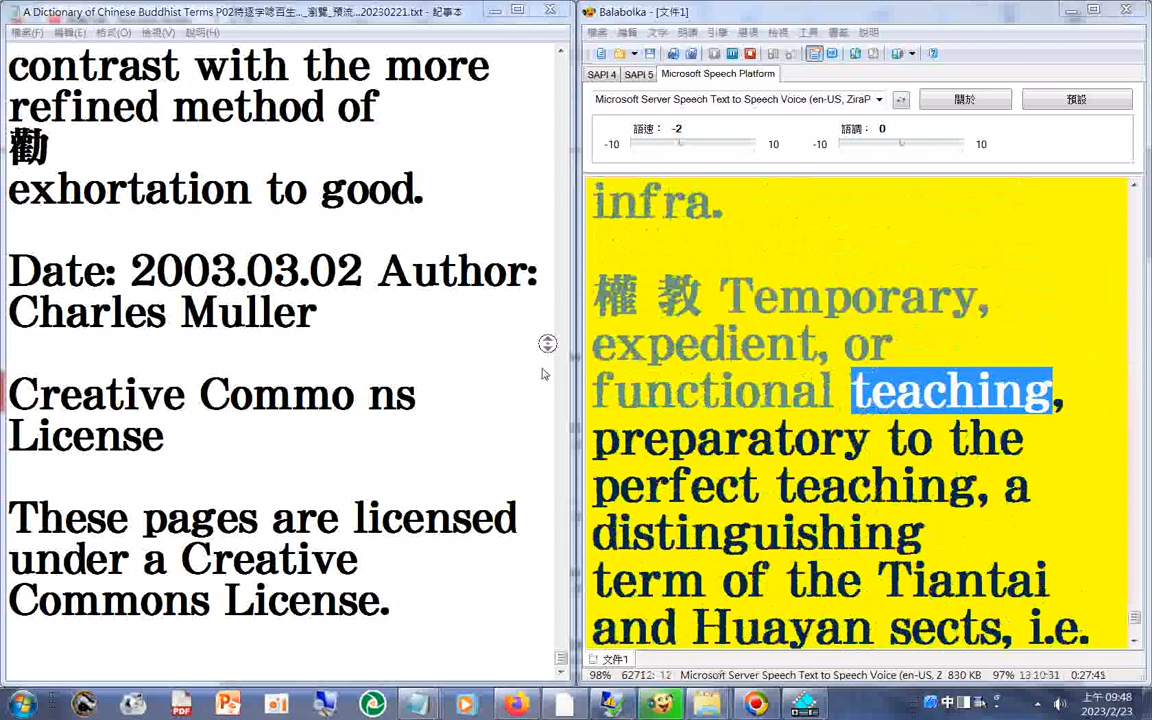 A Dictionary of Chinese Buddhist Terms P02待逐字唸百生..._瀏覽_預流...20230221.txt - 記事本
檔案(F) 編輯(E) 格式(O) 檢視(V) 說明(H)
contrast with the more
refined method of
勸
exhortation to good.
Date: 2003.03.02 Author:
Charles Muller
Creative Commo ns
License
These pages are licensed
under a Creative
Commons License.
Balabolka - [文件1]
檔案 編輯 文字 朗讀 引擎 選項 檢視 工具 書籤 說明
SAPI 4 SAPI 5 Microsoft Speech Platform
Microsoft Server Speech Text to Speech Voice (en-US, ZiraP
關於 預設
語速： -2 語調： 0
-10 10 -10 10
infra.
權 教 Temporary,
expedient, or
functional teaching,
preparatory to the
perfect teaching, a
distinguishing
term of the Tiantai
and Huayan sects, i.e.
文件1
98% 62712: 12 Microsoft Server Speech Text to Speech Voice (en-US, Z 830 KB 97% 13:10:31 0:27:41
PDF
中
上午 09:48
2023/2/23